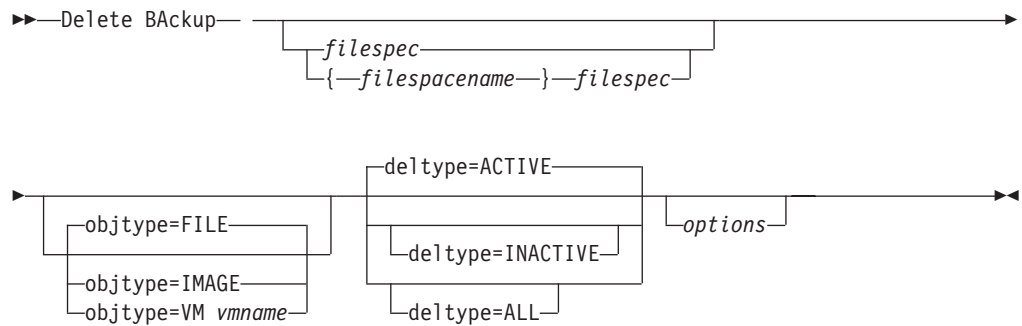 Delete BAckup
filespec
{ filespacename } filespec
deltype=ACTIVE
objtype=FILE
deltype=INACTIVE
options
objtype=IMAGE
deltype=ALL
objtype=VM vmname